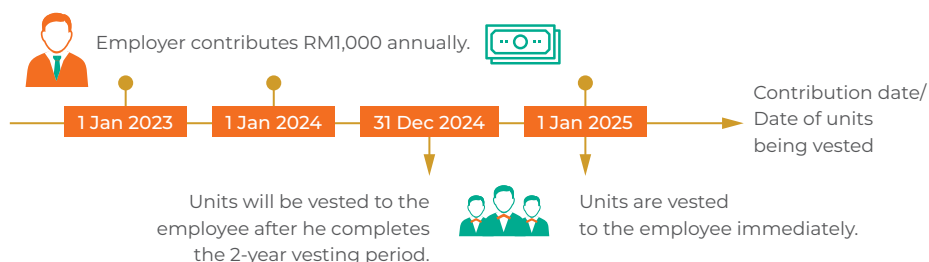 Employer contributes RM1,000 annually.
1 Jan 2023
1 Jan 2024
31 Dec 2024
1 Jan 2025
Contribution date/
Date of units
being vested
Units will be vested to the
employee after he completes
the 2-year vesting period.
Units are vested
to the employee immediately.